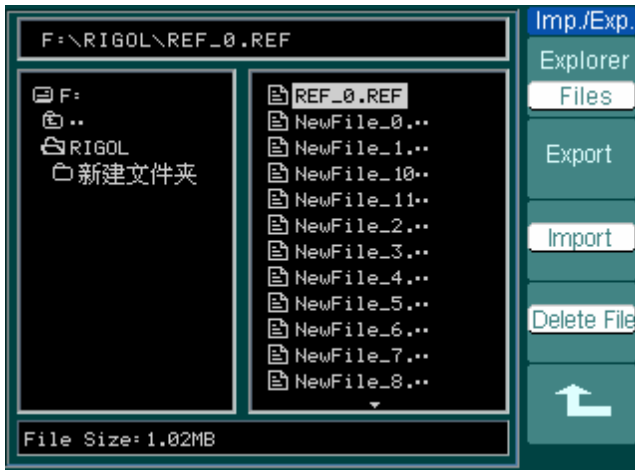 F:\RIGOL\REF_0.REF
F:
..
RIGOL
新建文件夹
REF_0.REF
NewFile_0.··
NewFile_1.··
NewFile_10··
NewFile_11··
NewFile_2.··
NewFile_3.··
NewFile_4.··
NewFile_5.··
NewFile_6.··
NewFile_7.··
NewFile_8.··
File Size:1.02MB
Imp./Exp.
Explorer
Files
Export
Import
Delete File